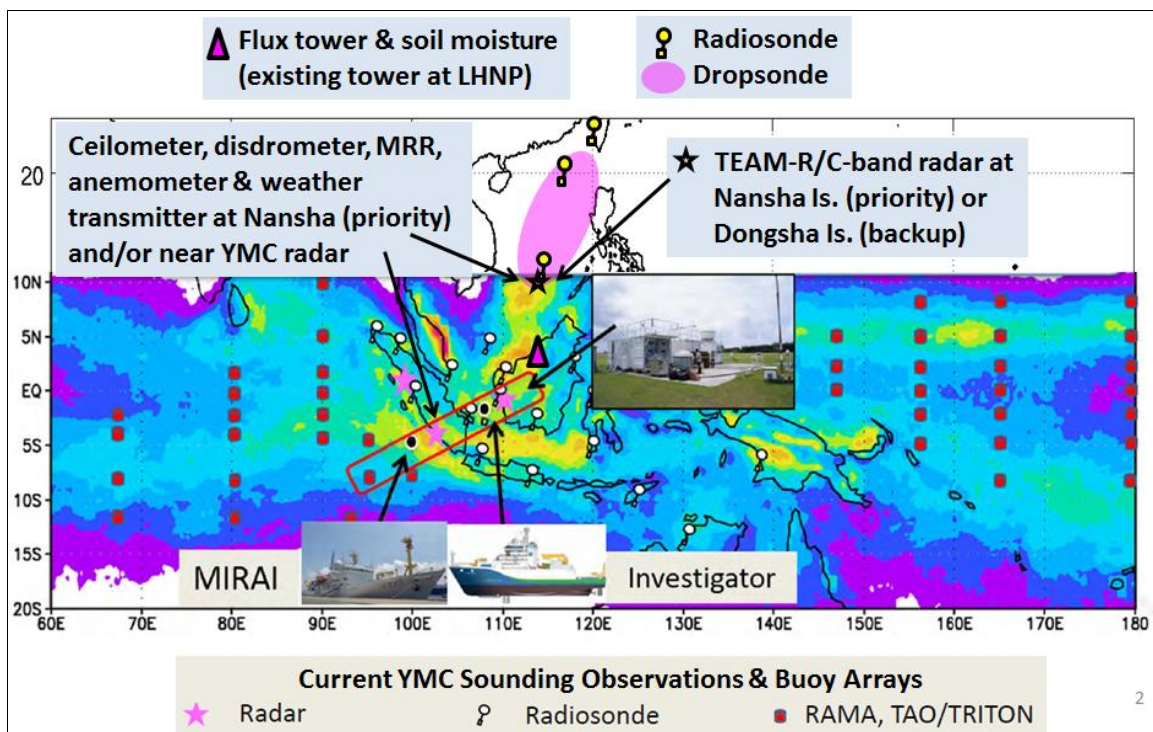 Flux tower & soil moisture
(existing tower at LHNP)
Radiosonde
Dropsonde
Ceilometer, disdrometer, MRR,
anemometer & weather
transmitter at Nansha (priority)
and/or near YMC radar
TEAM-R/C-band radar at
Nansha Is. (priority) or
Dongsha Is. (backup)
20
10N
5N
EQ
5S
10S
15S
20S
MIRAI
Investigator
60E 70E 80E 90E 100E 110E 120E 130E 140E 150E 160E 170E 180
Current YMC Sounding Observations & Buoy Arrays
Radar Radiosonde RAMA, TAO/TRITON
2